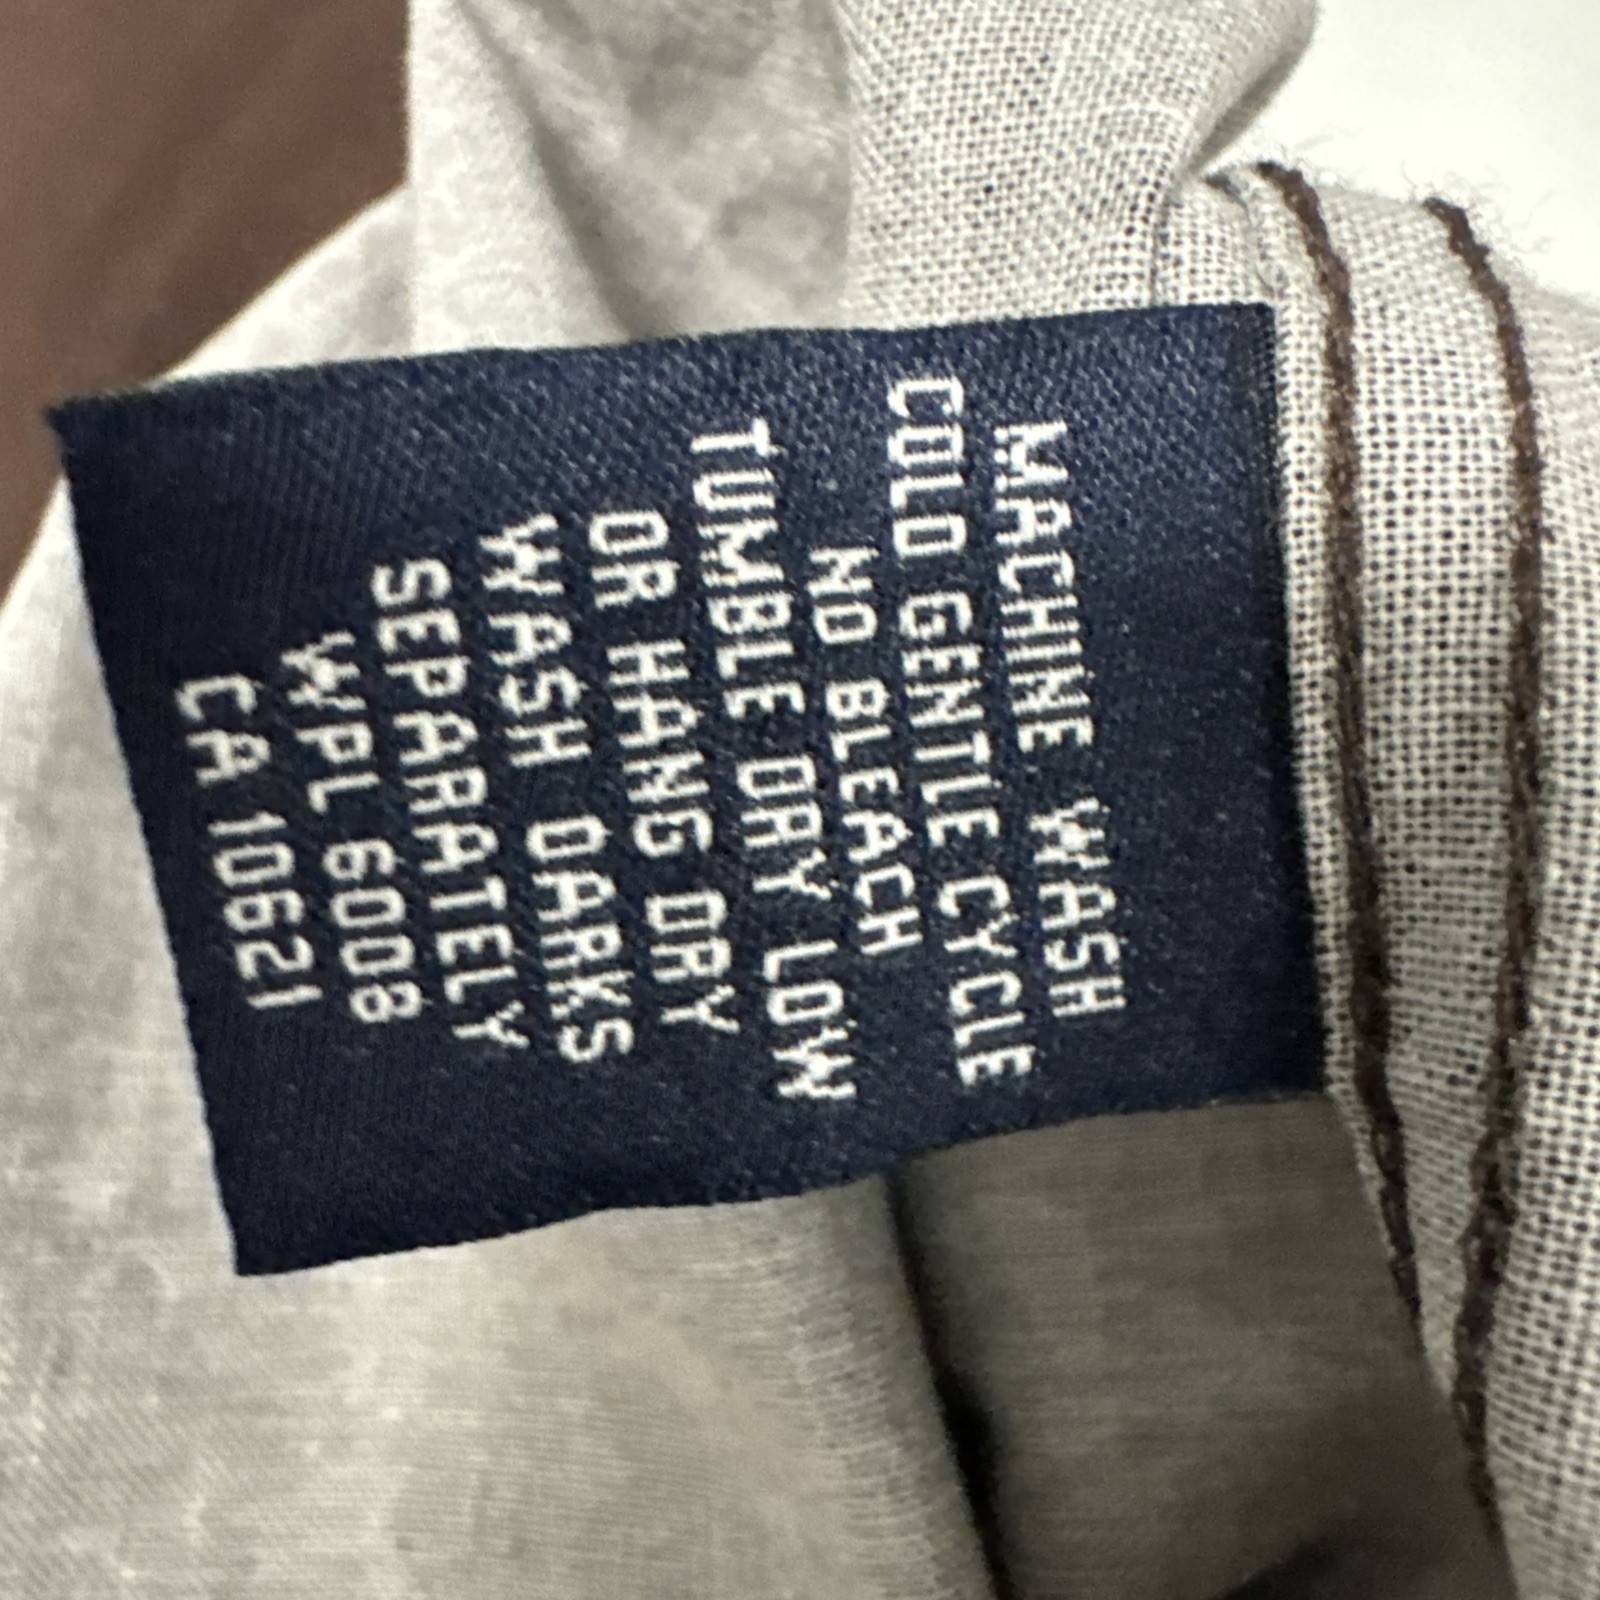 MACHINE WASH
COLD GENTLE CYCLE
NO BLEACH
TUMBLE DRY LOW
OR HANG DRY
WASH DARKS
SEPARATELY
WPL 6008
CA 10621